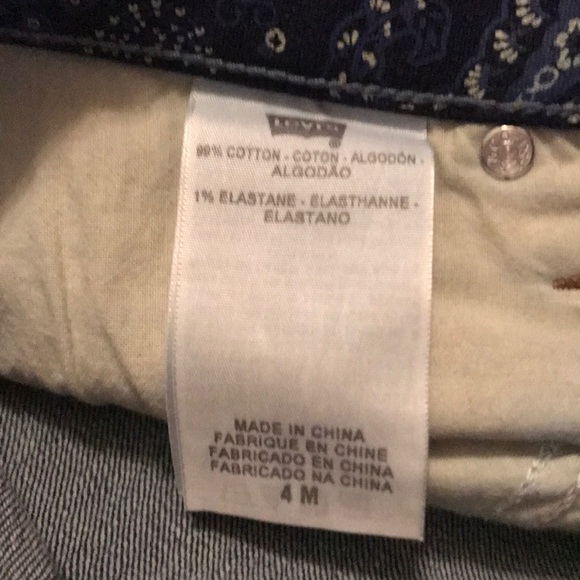 LEVI'S
®
99% COTTON - COTON - ALGODÓN -
ALGODÃO
1% ELASTANE - ELASTHANNE -
ELASTANO
MADE IN CHINA
FABRIQUE EN CHINE
FABRICADO EN CHINA
FABRICADO NA CHINA
4 M